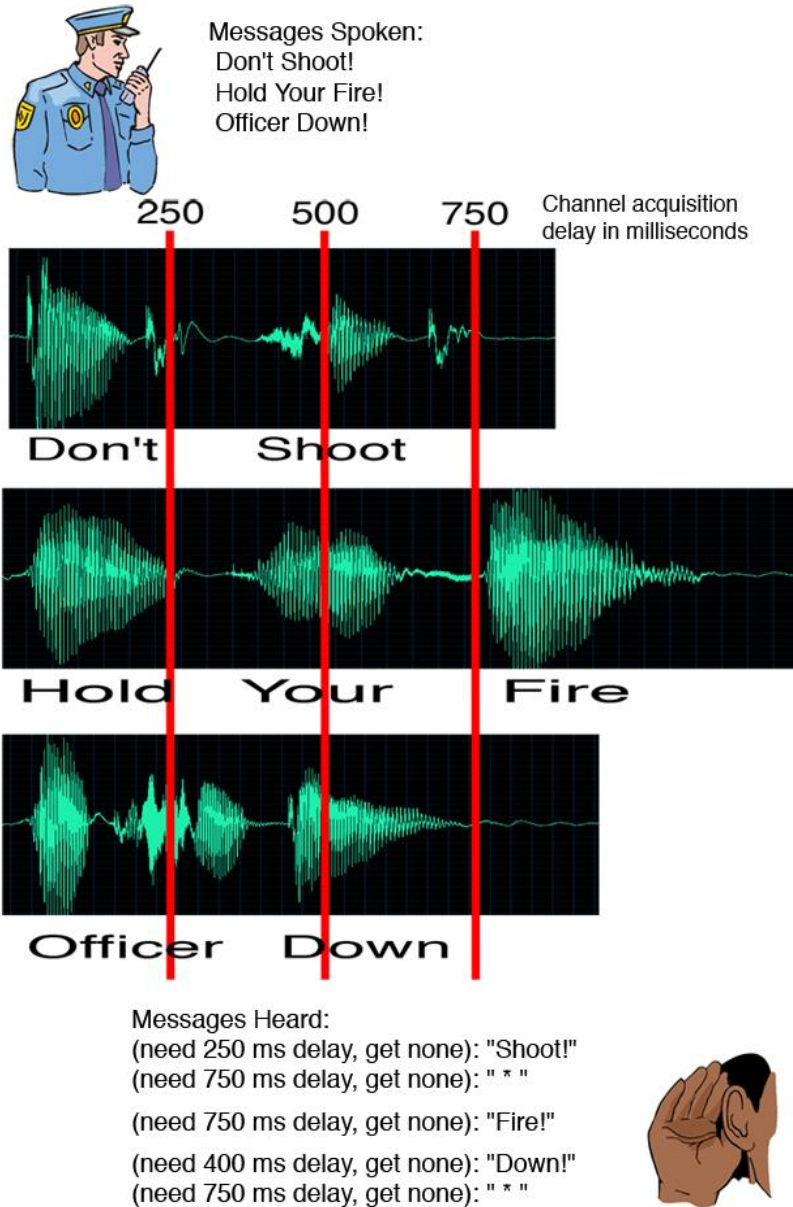 Messages Spoken:
Don't Shoot!
Hold Your Fire!
Officer Down!
250 500 750
Channel acquisition
delay in milliseconds
Don't Shoot
Hold Your Fire
Officer Down
Messages Heard:
(need 250 ms delay, get none): "Shoot!"
(need 750 ms delay, get none): " * "
(need 750 ms delay, get none): "Fire!"
(need 400 ms delay, get none): "Down!"
(need 750 ms delay, get none): " * "